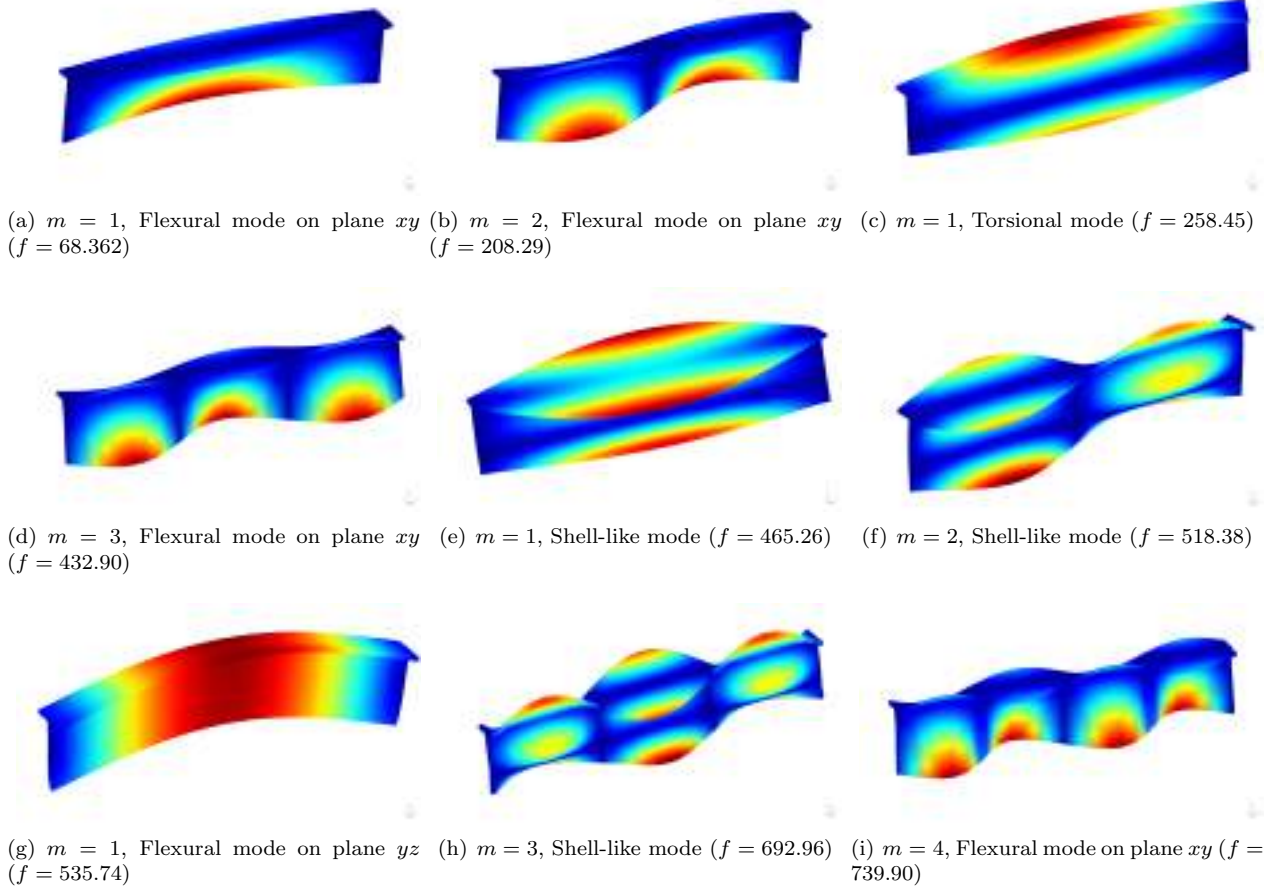 (a) m = 1, Flexural mode on plane xy
(f = 68.362)
(b) m = 2, Flexural mode on plane xy
(f = 208.29)
(c) m = 1, Torsional mode (f = 258.45)
(d) m = 3, Flexural mode on plane xy
(f = 432.90)
(e) m = 1, Shell-like mode (f = 465.26)
(f) m = 2, Shell-like mode (f = 518.38)
(g) m = 1, Flexural mode on plane yz
(f = 535.74)
(h) m = 3, Shell-like mode (f = 692.96)
(i) m = 4, Flexural mode on plane xy (f =
739.90)